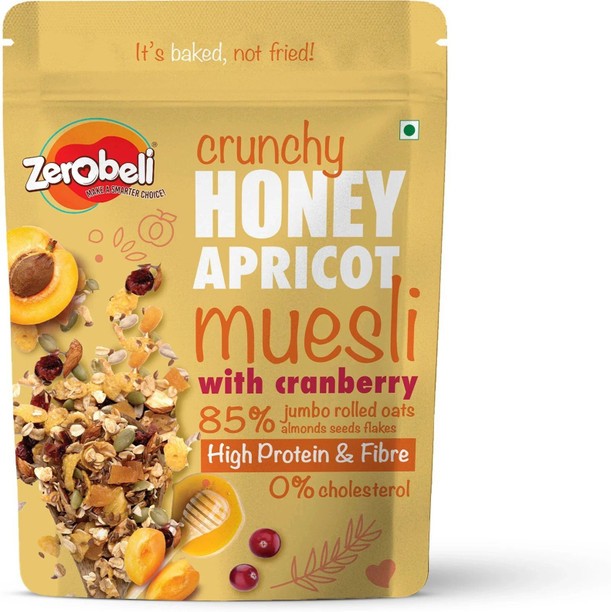 It's baked, not fried!
ZerObeli®
MAKE A SMARTER CHOICE!
crunchy
HONEY
APRICOT
muesli
with cranberry
85% jumbo rolled oats
almonds seeds flakes
High Protein & Fibre
0% cholesterol